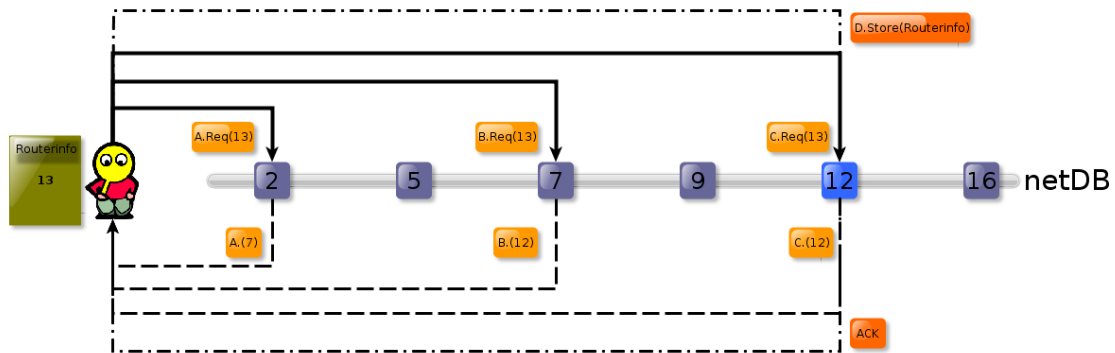 D.Store(Routerinfo)
A.Req(13)
B.Req(13)
C.Req(13)
Routerinfo
13
2
5
7
9
12
16
netDB
A.(7)
B.(12)
C.(12)
ACK